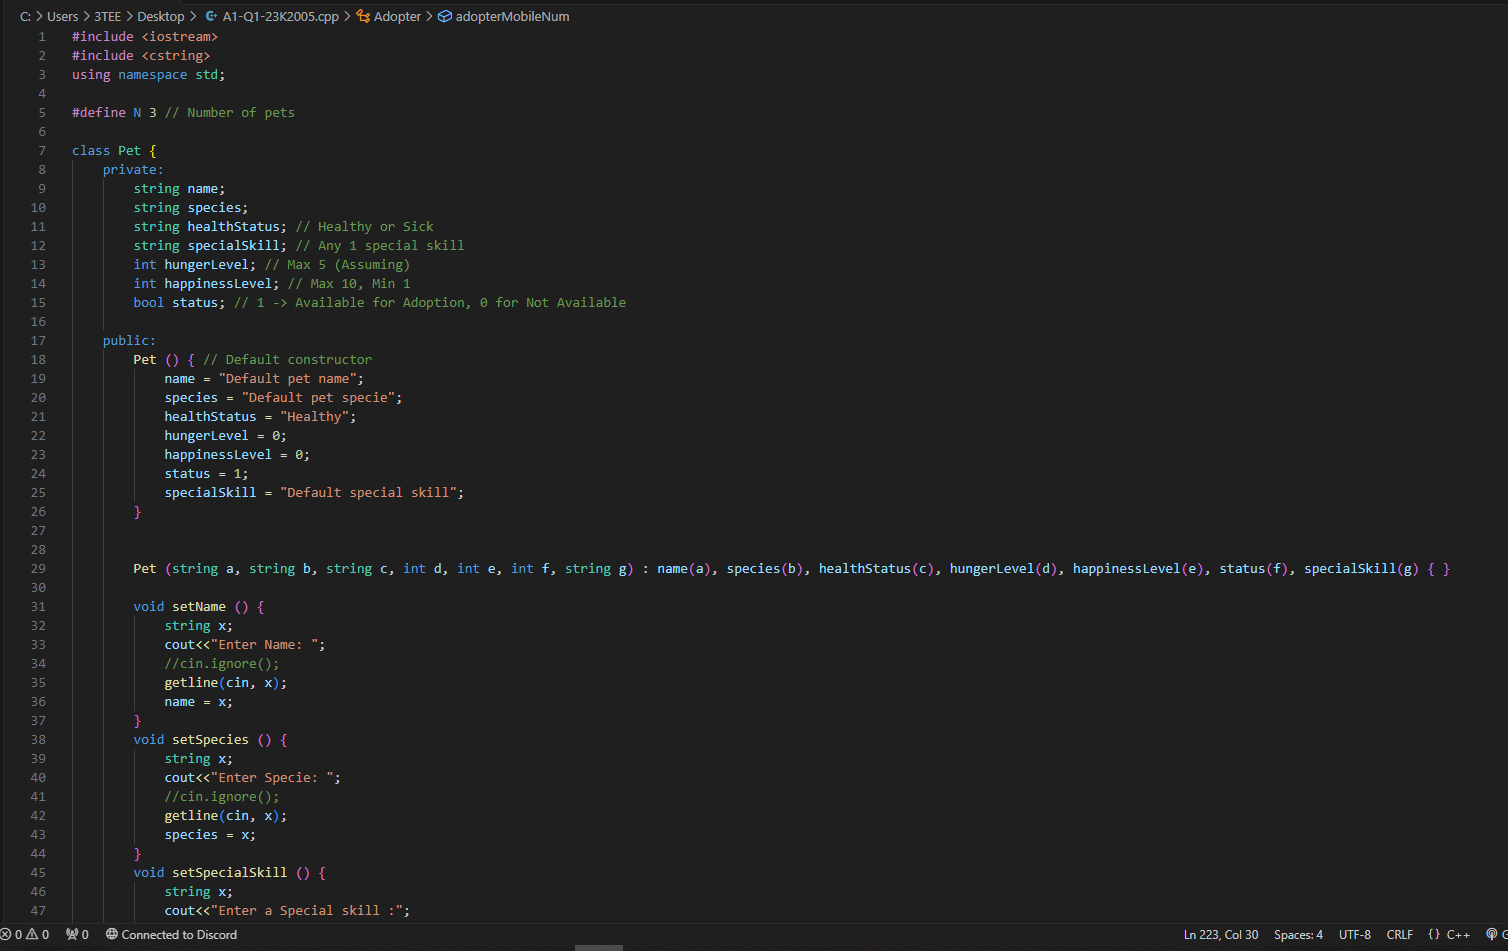 C: > Users > 3TEE > Desktop > A1-Q1-23K2005.cpp > Adopter > adopterMobileNum
1 #include <iostream>
2 #include <cstring>
3 using namespace std;
4
5 #define N 3 // Number of pets
6
7 class Pet {
8 private:
9 string name;
10 string species;
11 string healthStatus; // Healthy or Sick
12 string specialSkill; // Any 1 special skill
13 int hungerLevel; // Max 5 (Assuming)
14 int happinessLevel; // Max 10, Min 1
15 bool status; // 1 -> Available for Adoption, 0 for Not Available
16
17 public:
18 Pet () { // Default constructor
19 name = "Default pet name";
20 species = "Default pet specie";
21 healthStatus = "Healthy";
22 hungerLevel = 0;
23 happinessLevel = 0;
24 status = 1;
25 specialSkill = "Default special skill";
26 }
27
28
29 Pet (string a, string b, string c, int d, int e, int f, string g) : name(a), species(b), healthStatus(c), hungerLevel(d), happinessLevel(e), status(f), specialSkill(g) { }
30
31 void setName () {
32 string x;
33 cout<<"Enter Name: ";
34 //cin.ignore();
35 getline(cin, x);
36 name = x;
37 }
38 void setSpecies () {
39 string x;
40 cout<<"Enter Specie: ";
41 //cin.ignore();
42 getline(cin, x);
43 species = x;
44 }
45 void setSpecialSkill () {
46 string x;
47 cout<<"Enter a Special skill :";
0 0 0 Connected to Discord Ln 223, Col 30 Spaces: 4 UTF-8 CRLF {} C++